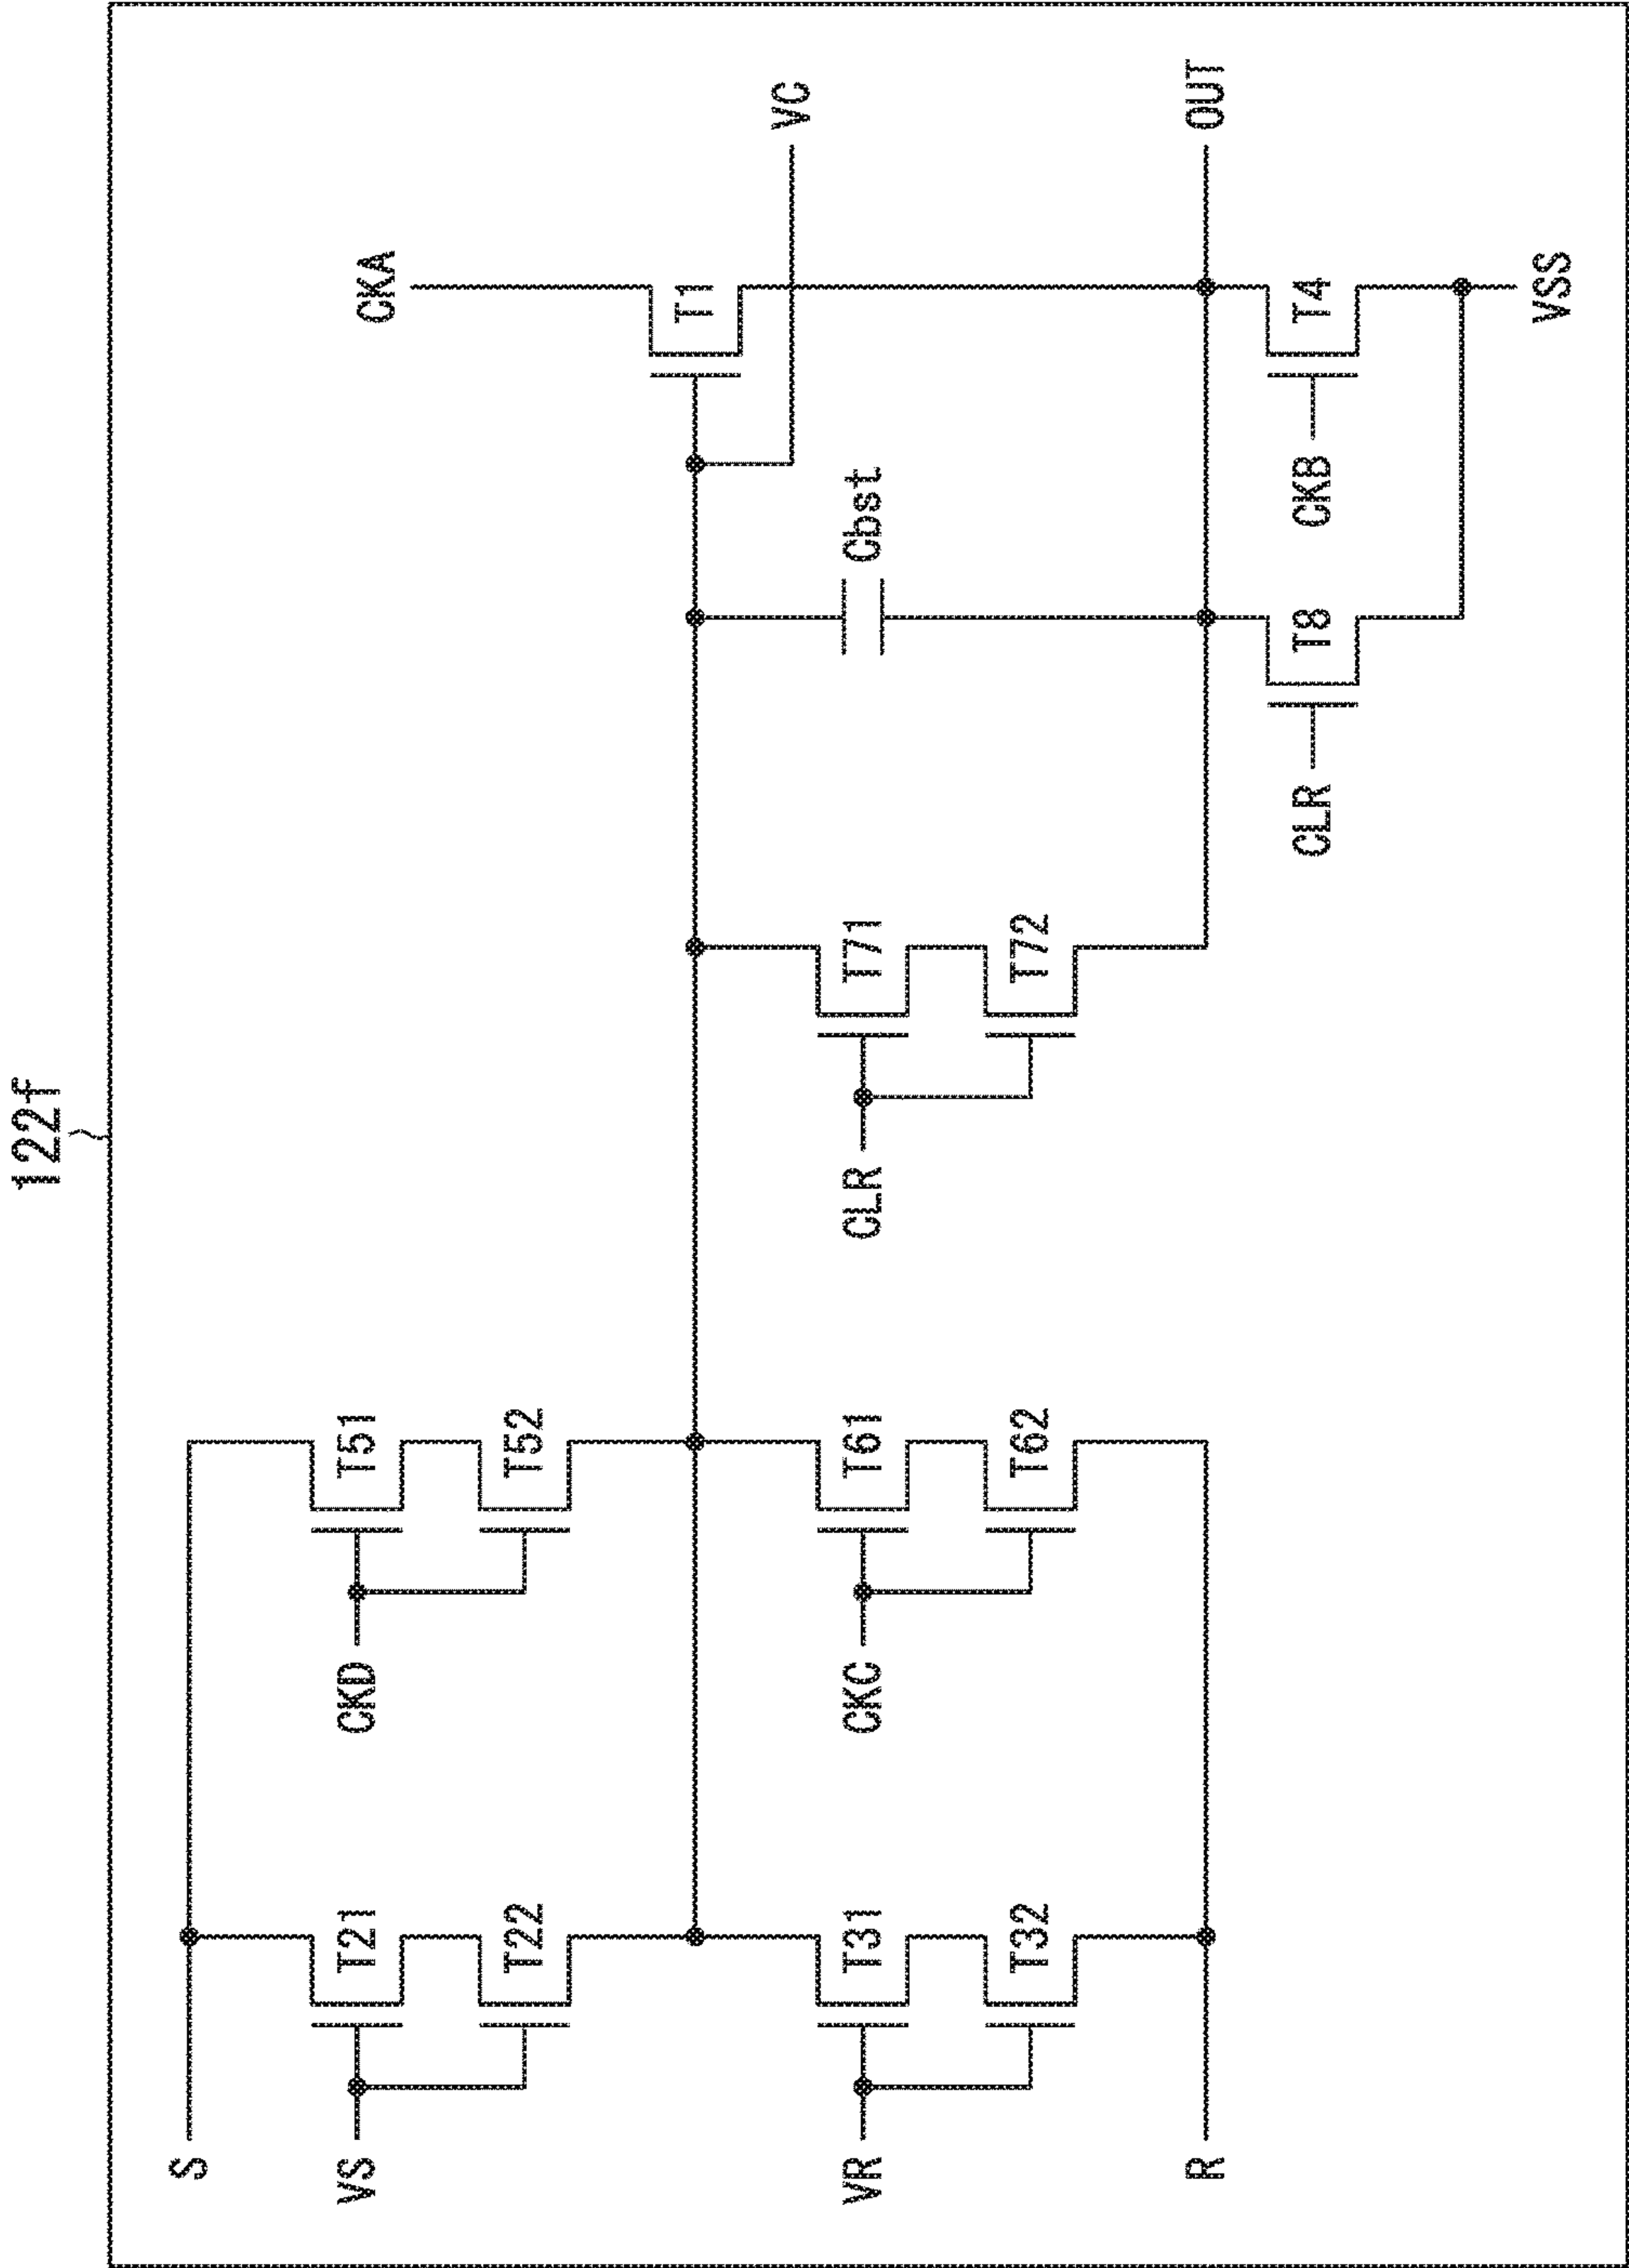 122f
S
VS
T21
T22
VR
T31
T32
R
CKD
T51
T52
CKC
T61
T62
CLR
T71
T72
Cbst
CLR
T8
CKA
T1
CKB
T4
VSS
VC
OUT